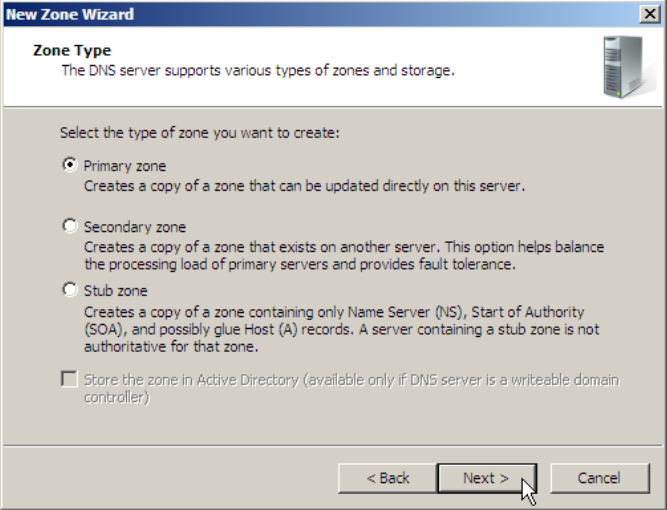 New Zone Wizard
Zone Type
The DNS server supports various types of zones and storage.
Select the type of zone you want to create:
Primary zone
Creates a copy of a zone that can be updated directly on this server.
Secondary zone
Creates a copy of a zone that exists on another server. This option helps balance
the processing load of primary servers and provides fault tolerance.
Stub zone
Creates a copy of a zone containing only Name Server (NS), Start of Authority
(SOA), and possibly glue Host (A) records. A server containing a stub zone is not
authoritative for that zone.
Store the zone in Active Directory (available only if DNS server is a writeable domain
controller)
< Back Next > Cancel